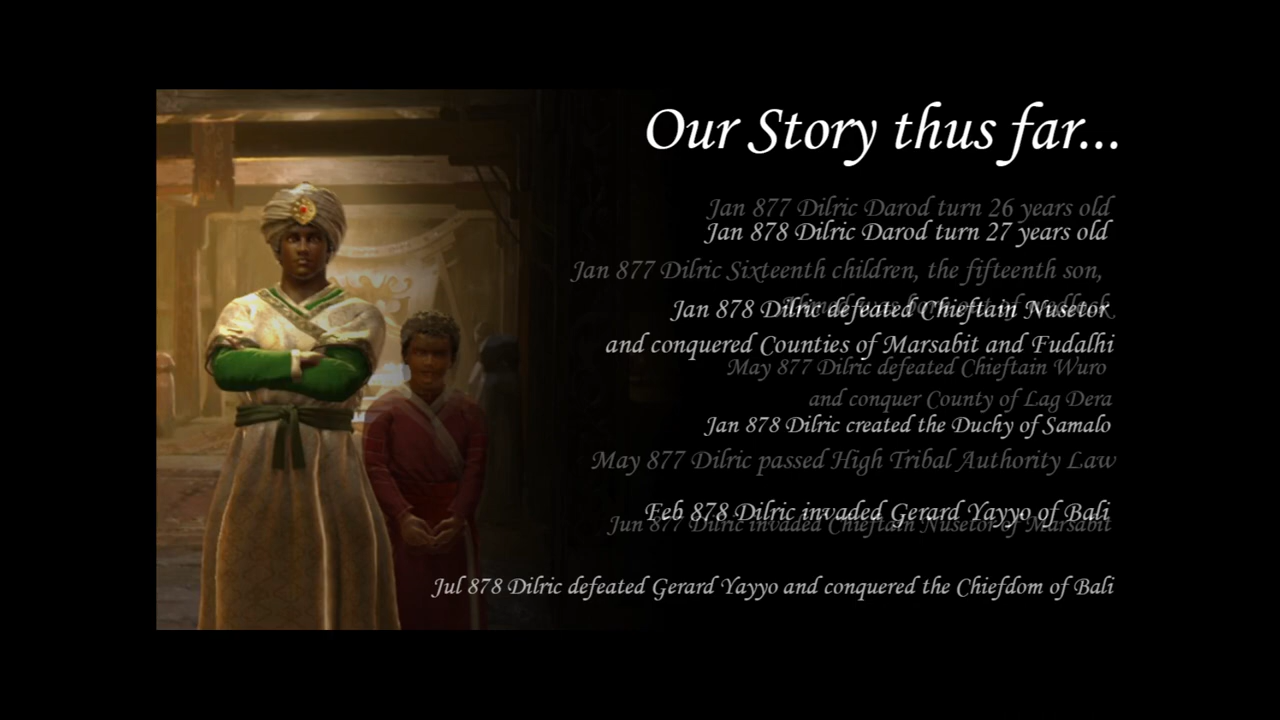 Our Story thus far...
Jan 877 Dilric Darod turn 26 years old
Jan 878 Dilric Darod turn 27 years old
Jan 877 Dilric Sixteenth children, the fifteenth son,
Jan 878 Dilric defeated Chieftain Nusetor
and conquered Counties of Marsabit and Fudalhi
May 877 Dilric defeated Chieftain Wuro
and conquer County of Lag Dera
Jan 878 Dilric created the Duchy of Samalo
May 877 Dilric passed High Tribal Authority Law
Feb 878 Dilric invaded Gerard Yayyo of Bali
Jun 877 Dilric invaded Chieftain Nusetor of Marsabit
Jul 878 Dilric defeated Gerard Yayyo and conquered the Chiefdom of Bali